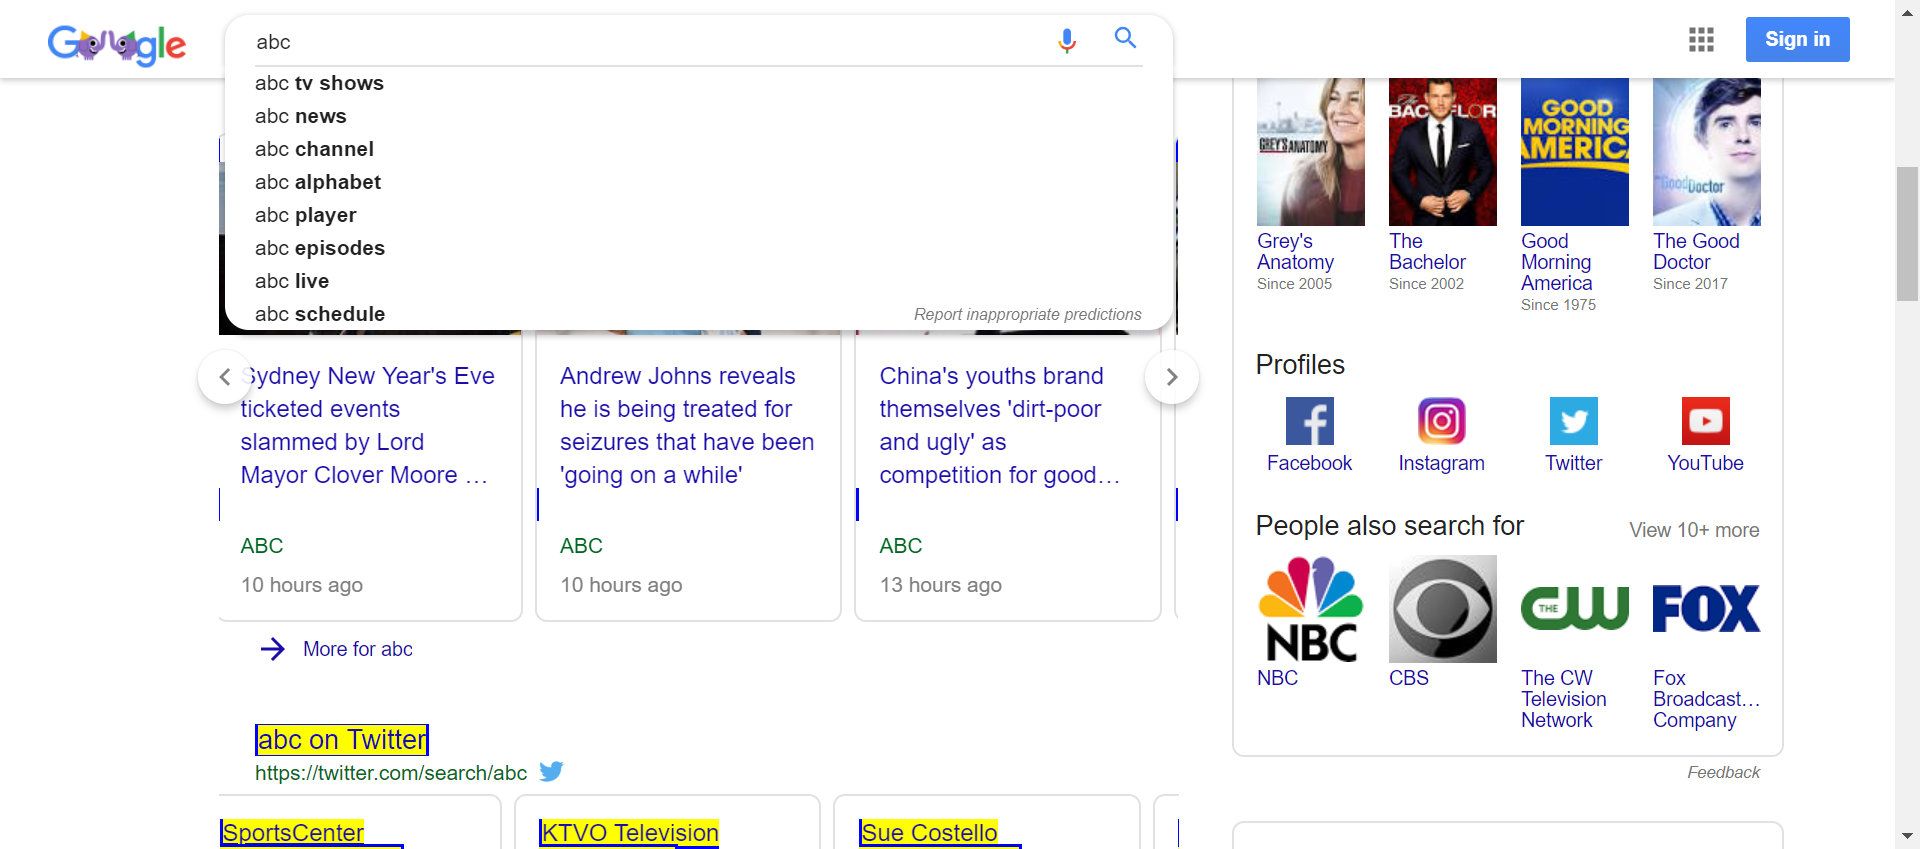 Google
abc
Sign in
abc tv shows
abc news
abc channel
abc alphabet
abc player
abc episodes
abc live
abc schedule
Report inappropriate predictions
Sydney New Year's Eve
ticketed events
slammed by Lord
Mayor Clover Moore …
ABC
10 hours ago
Andrew Johns reveals
he is being treated for
seizures that have been
'going on a while'
ABC
10 hours ago
China's youths brand
themselves 'dirt-poor
and ugly' as
competition for good…
ABC
13 hours ago
More for abc
abc on Twitter
https://twitter.com/search/abc
SportsCenter
KTVO Television
Sue Costello
GREY'S ANATOMY
The
BACHELOR
GOOD
MORNING
AMERICA
Good Doctor
Grey's
Anatomy
Since 2005
The
Bachelor
Since 2002
Good
Morning
America
Since 1975
The Good
Doctor
Since 2017
Profiles
Facebook
Instagram
Twitter
YouTube
People also search for
View 10+ more
NBC
THE CW
FOX
NBC
CBS
The CW
Television
Network
Fox
Broadcast…
Company
Feedback